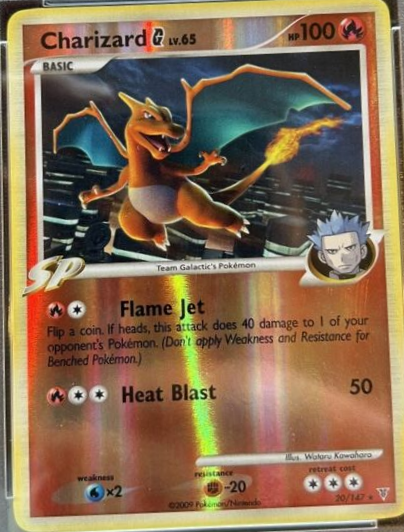 Charizard G LV.65 HP 100
BASIC
SP
Team Galactic's Pokémon
Flame Jet
Flip a coin. If heads, this attack does 40 damage to 1 of your
opponent's Pokémon. (Don't apply Weakness and Resistance for
Benched Pokémon.)
Heat Blast 50
Illus. Wataru Kawahara
weakness resistance retreat cost
×2 -20
20/147 ★
©2009 Pokémon/Nintendo